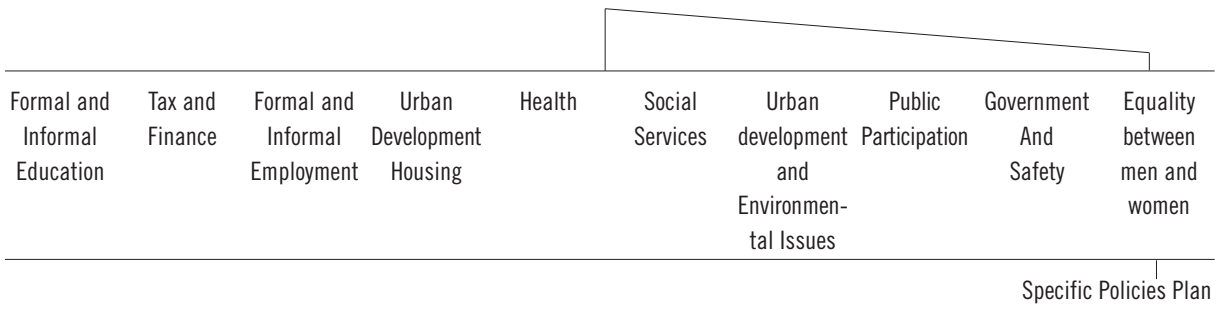 Formal and
Informal
Education
Tax and
Finance
Formal and
Informal
Employment
Urban
Development
Housing
Health
Social
Services
Urban
development
and
Environmen-
tal Issues
Public
Participation
Government
And
Safety
Equality
between
men and
women
Specific Policies Plan